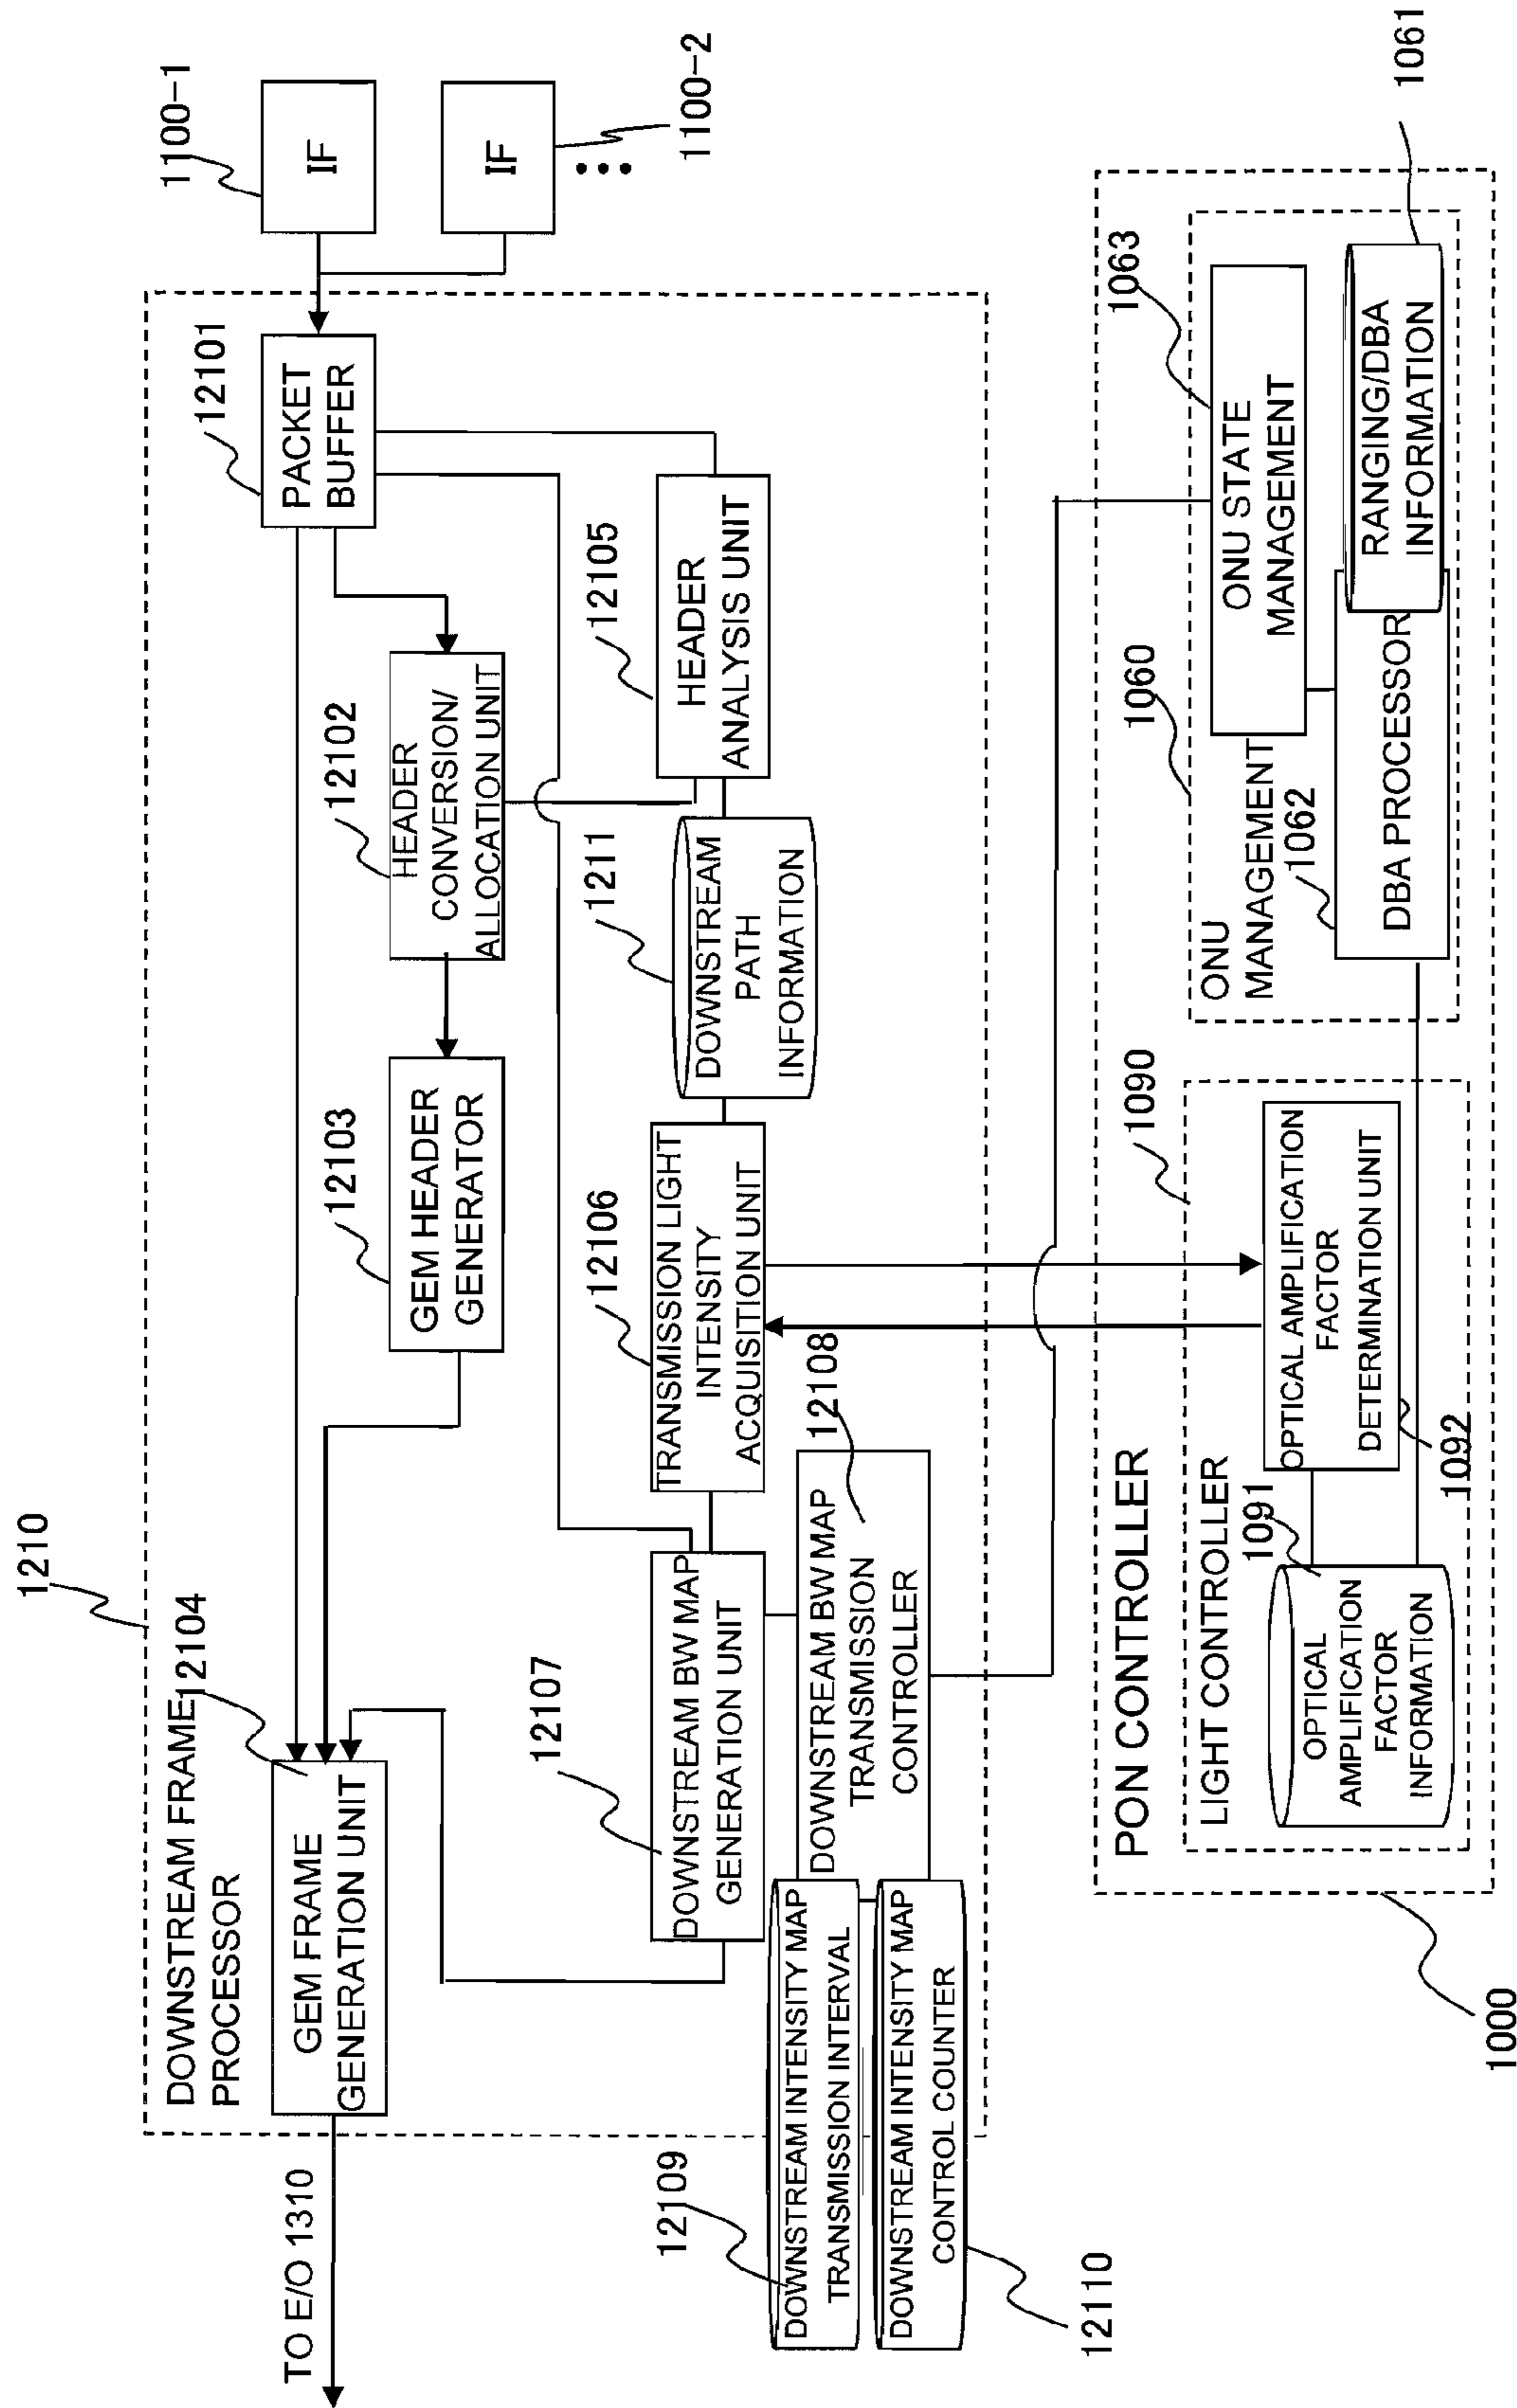 1210
DOWNSTREAM FRAME
PROCESSOR
12104
GEM FRAME
GENERATION UNIT
TO E/O 1310
12103
GEM HEADER
GENERATOR
12102
HEADER
CONVERSION/
ALLOCATION UNIT
12101
PACKET
BUFFER
1100-1
IF
IF
1100-2
12107
DOWNSTREAM BW MAP
GENERATION UNIT
12106
TRANSMISSION LIGHT
INTENSITY
ACQUISITION UNIT
1211
DOWNSTREAM
PATH
INFORMATION
12105
HEADER
ANALYSIS UNIT
12109
DOWNSTREAM INTENSITY MAP
TRANSMISSION INTERVAL
DOWNSTREAM INTENSITY MAP
CONTROL COUNTER
12110
12108
DOWNSTREAM BW MAP
TRANSMISSION
CONTROLLER
PON CONTROLLER
1000
LIGHT CONTROLLER
1090
1091
OPTICAL
AMPLIFICATION
FACTOR
INFORMATION
OPTICAL AMPLIFICATION
FACTOR
DETERMINATION UNIT
1092
1060
ONU
MANAGEMENT
1063
ONU STATE
MANAGEMENT
1062
DBA PROCESSOR
RANGING/DBA
INFORMATION
1061